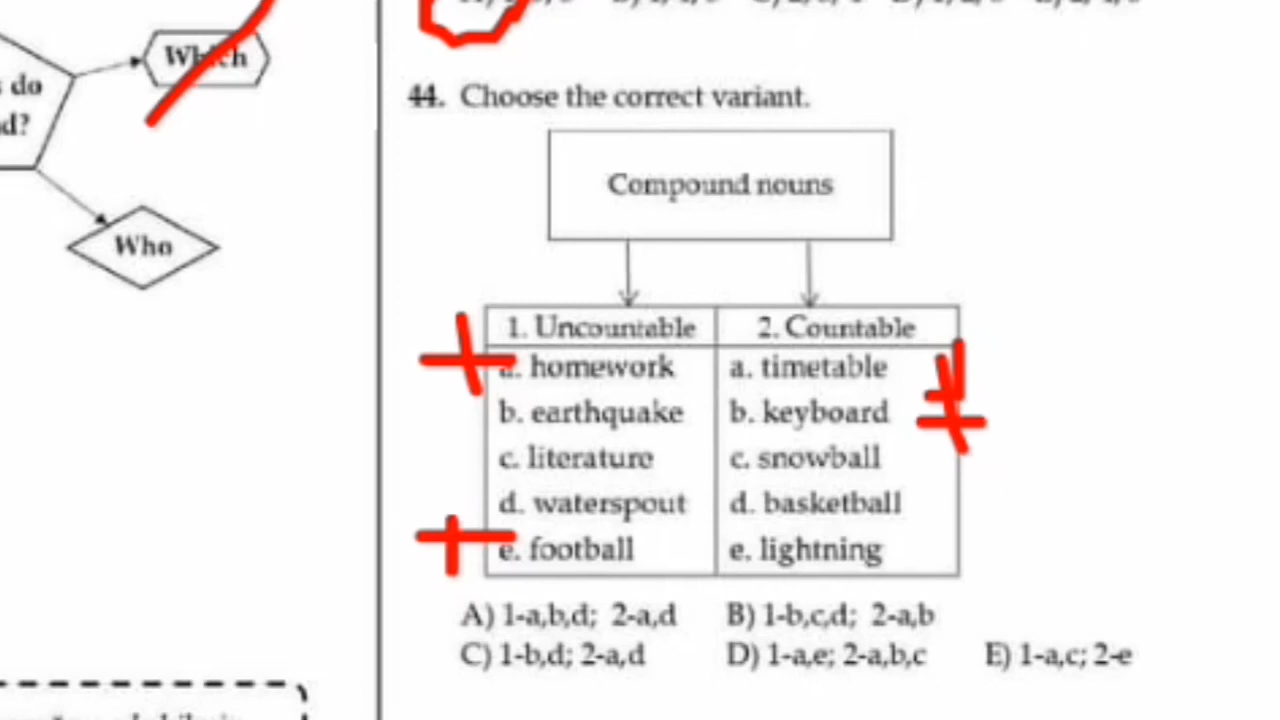 Which
s do
d?
Who
44. Choose the correct variant.
Compound nouns
1. Uncountable 2. Countable
a. homework a. timetable
b. earthquake b. keyboard
c. literature c. snowball
d. waterspout d. basketball
e. football e. lightning
A) 1-a,b,d; 2-a,d B) 1-b,c,d; 2-a,b
C) 1-b,d; 2-a,d D) 1-a,e; 2-a,b,c E) 1-a,c; 2-e